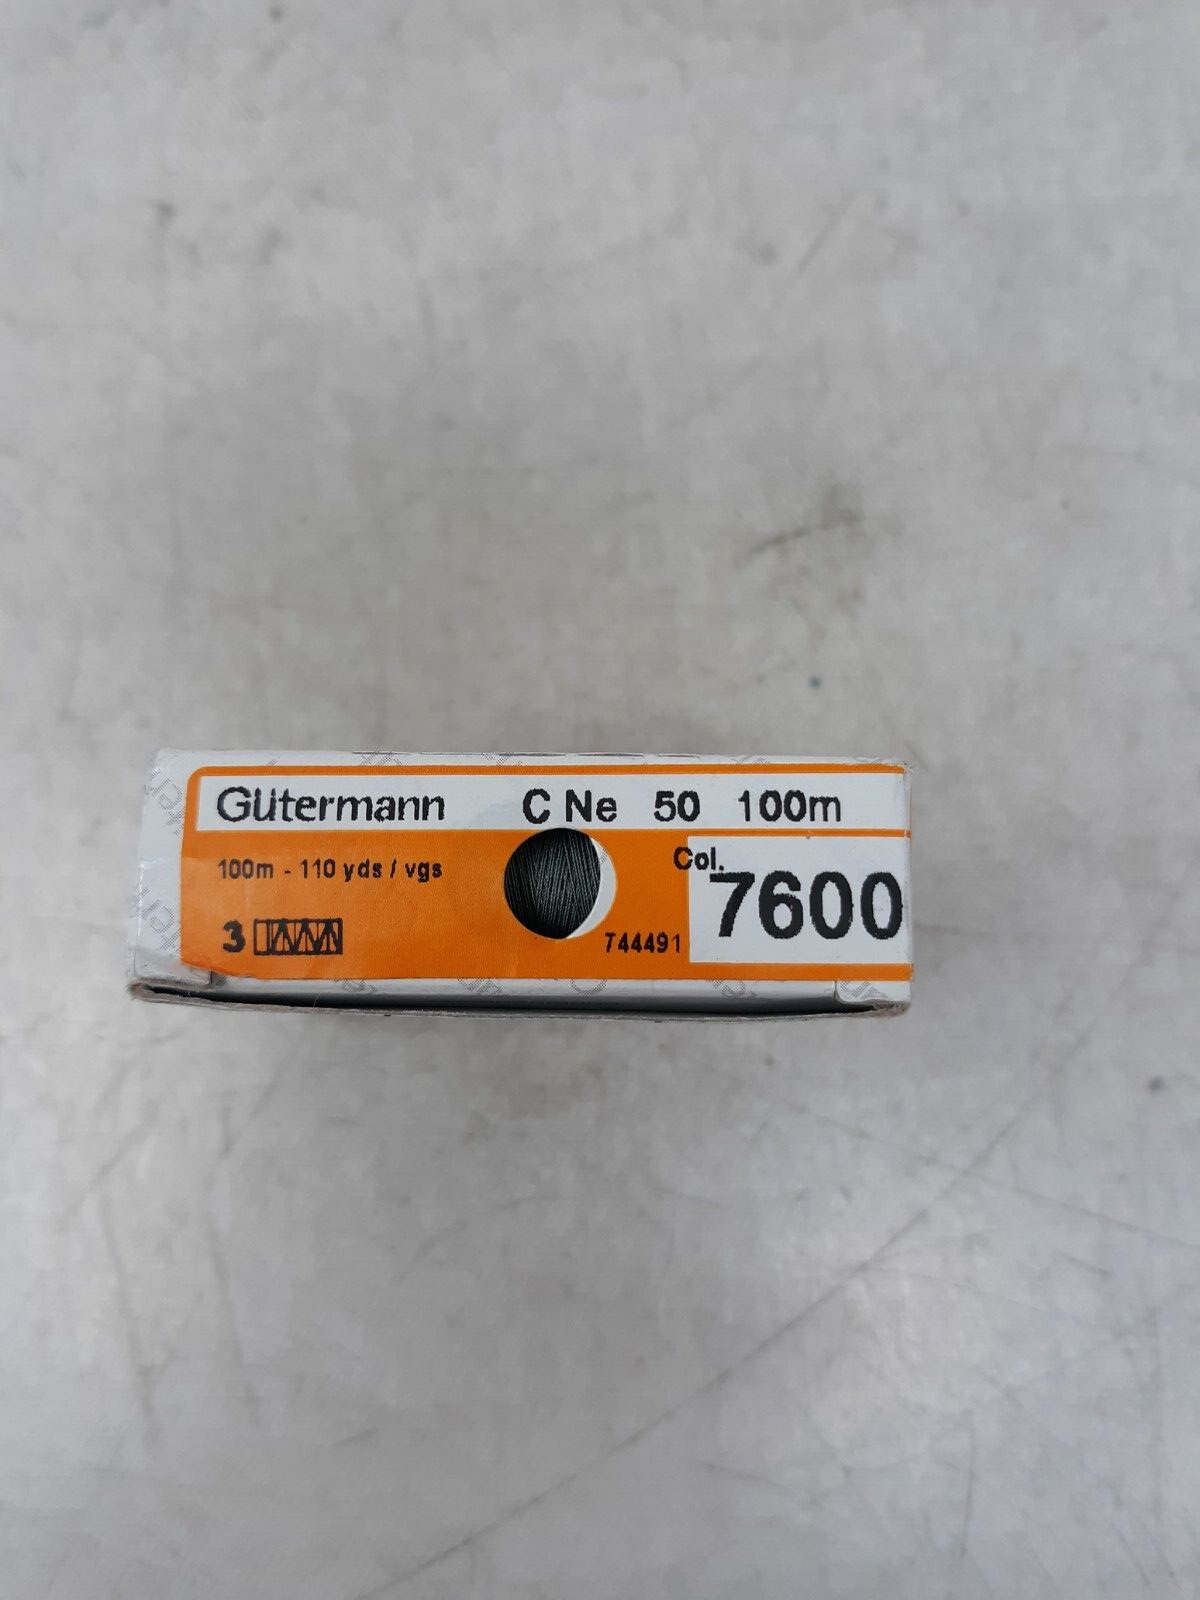 Gütermann C Ne 50 100m
100m - 110 yds / vgs
Col.
7600
3
744491